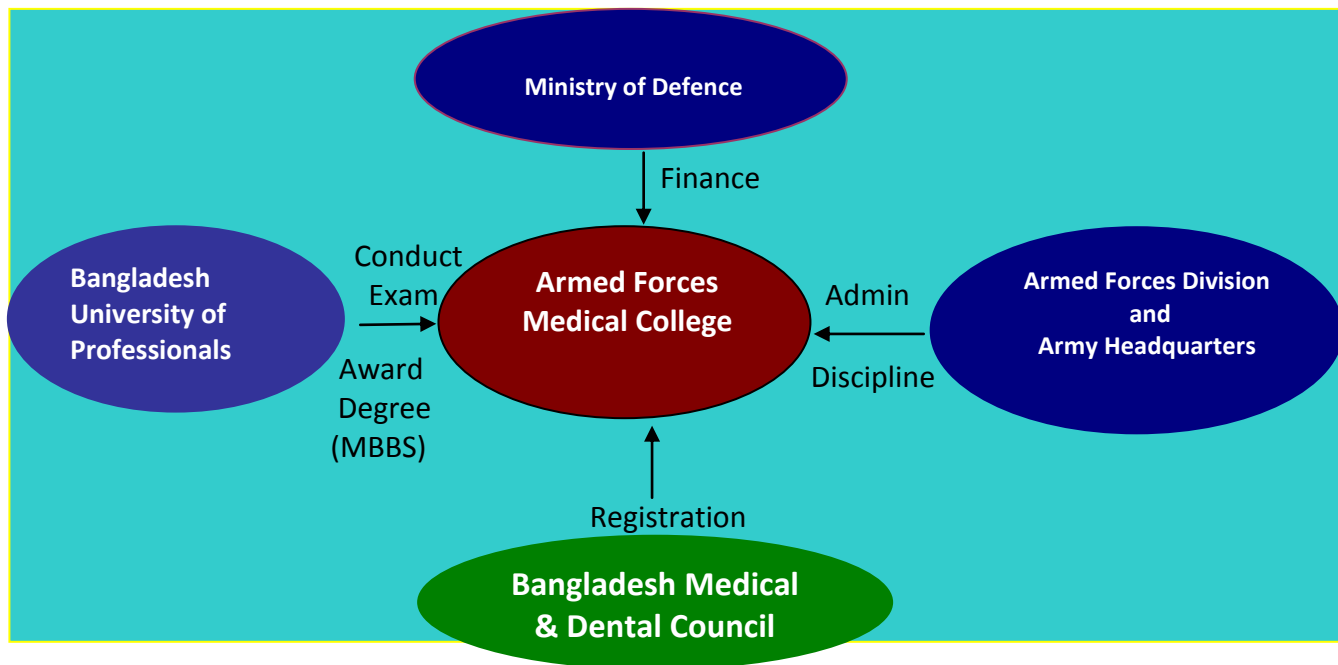 Ministry of Defence
Finance
Bangladesh
University of
Professionals
Conduct
Exam
Award
Degree
(MBBS)
Armed Forces
Medical College
Admin
Discipline
Armed Forces Division
and
Army Headquarters
Registration
Bangladesh Medical
& Dental Council